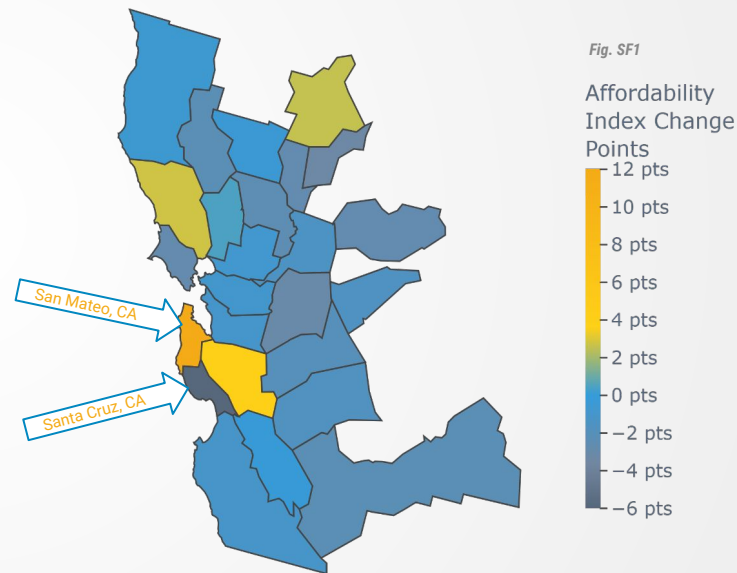 Fig. SF1
Affordability
Index Change
Points
12 pts
10 pts
8 pts
6 pts
4 pts
2 pts
0 pts
−2 pts
−4 pts
−6 pts
San Mateo, CA
Santa Cruz, CA